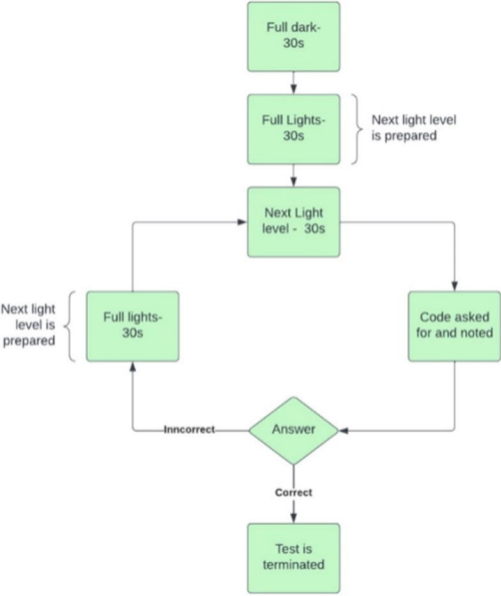 Full dark-
30s
Full Lights-
30s
Next light level
is prepared
Next Light
level - 30s
Next light
level is
prepared
Full lights-
30s
Code asked
for and noted
Inncorrect
Answer
Correct
Test is
terminated